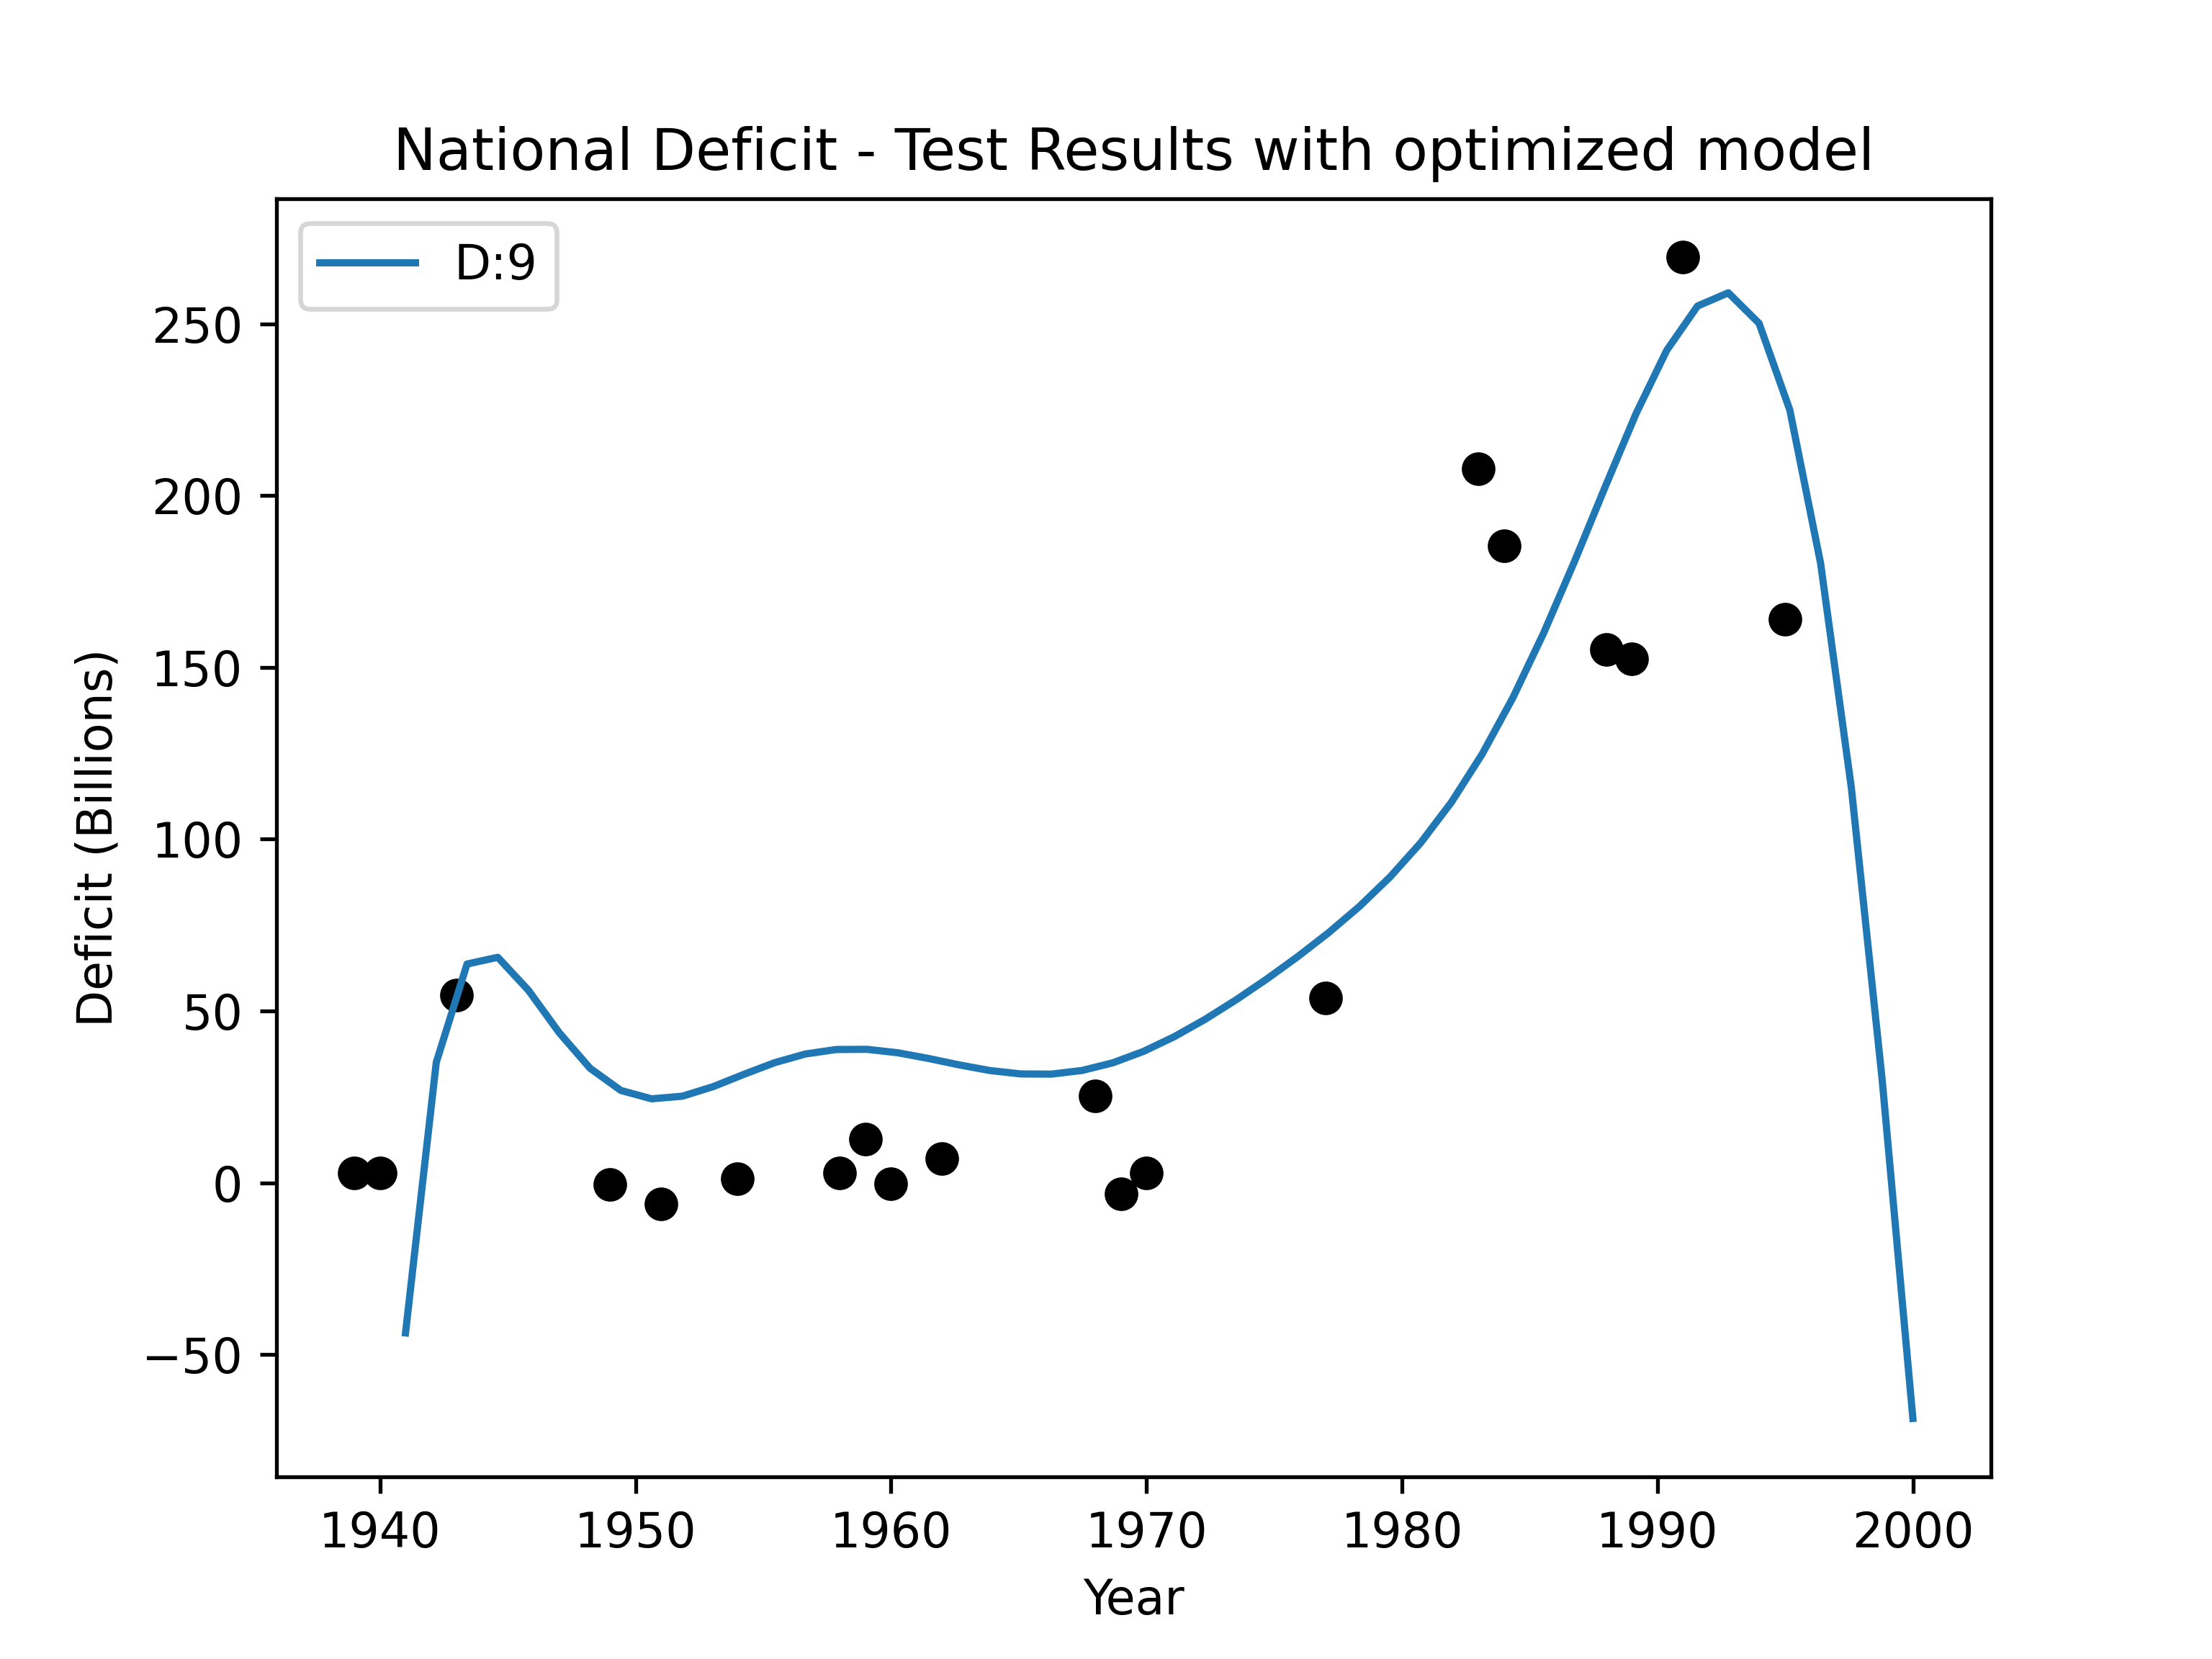 National Deficit - Test Results with optimized model
D:9
250
200
150
100
50
0
−50
Deficit (Billions)
1940 1950 1960 1970 1980 1990 2000
Year